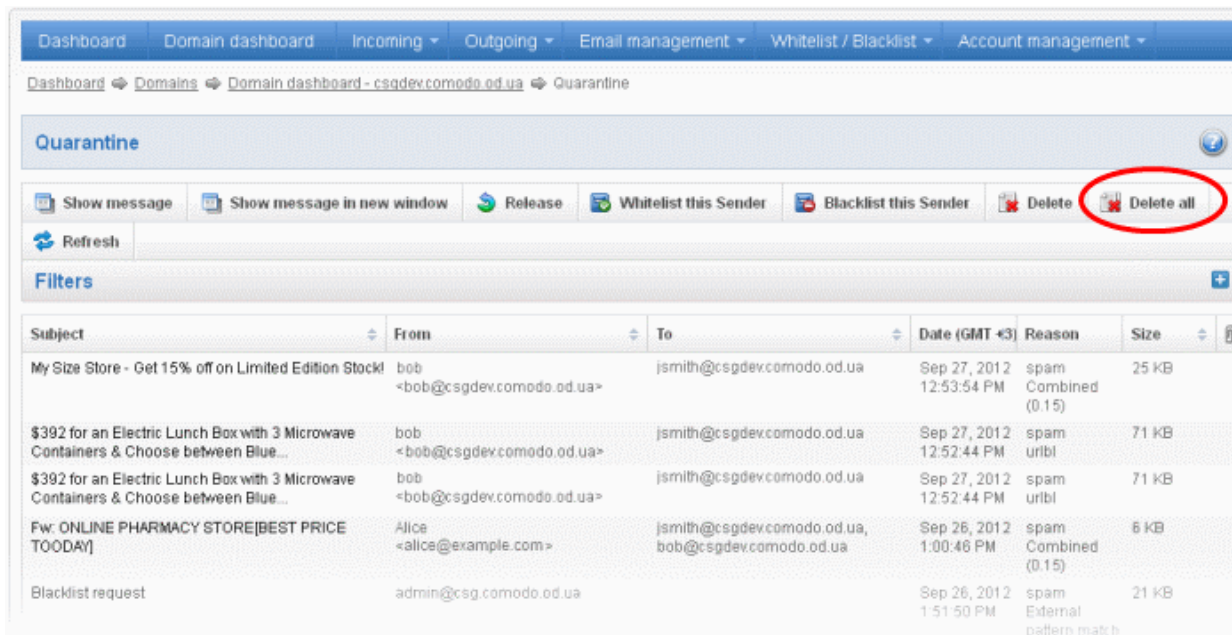 Dashboard Domain dashboard Incoming Outgoing Email management Whitelist / Blacklist Account management
Dashboard Domains Domain dashboard - csgdev.comodo.od.ua Quarantine
Quarantine
Show message Show message in new window Release Whitelist this Sender Blacklist this Sender Delete Delete all
Refresh
Filters
Subject From To Date (GMT +3) Reason Size
My Size Store - Get 15% off on Limited Edition Stock! bob jsmith@csgdev.comodo.od.ua Sep 27, 2012 spam 25 KB
<bob@csgdev.comodo.od.ua> 12:53:54 PM Combined
(0.15)
$392 for an Electric Lunch Box with 3 Microwave bob jsmith@csgdev.comodo.od.ua Sep 27, 2012 spam 71 KB
Containers & Choose between Blue... <bob@csgdev.comodo.od.ua> 12:52:44 PM urlbl
$392 for an Electric Lunch Box with 3 Microwave bob jsmith@csgdev.comodo.od.ua Sep 27, 2012 spam 71 KB
Containers & Choose between Blue... <bob@csgdev.comodo.od.ua> 12:52:44 PM urlbl
Fw: ONLINE PHARMACY STORE[BEST PRICE Alice jsmith@csgdev.comodo.od.ua, Sep 26, 2012 spam 6 KB
TOODAY] <alice@example.com> bob@csgdev.comodo.od.ua 1:00:46 PM Combined
(0.15)
Blacklist request admin@csg.comodo.od.ua Sep 26, 2012 spam 21 KB
1:51:50 PM External
pattern match